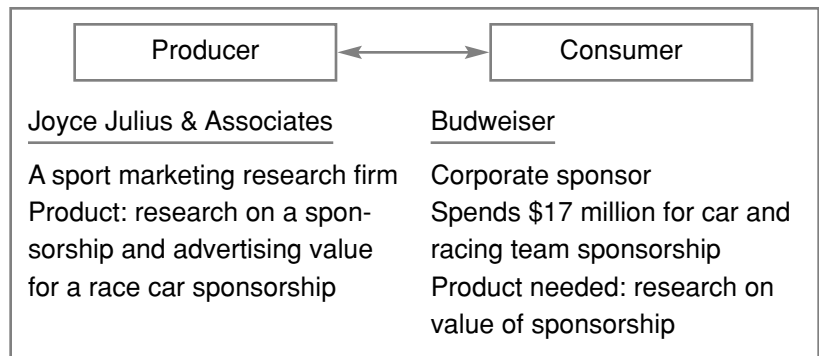 Producer
Consumer
Joyce Julius & Associates
A sport marketing research firm
Product: research on a spon-
sorship and advertising value
for a race car sponsorship
Budweiser
Corporate sponsor
Spends $17 million for car and
racing team sponsorship
Product needed: research on
value of sponsorship